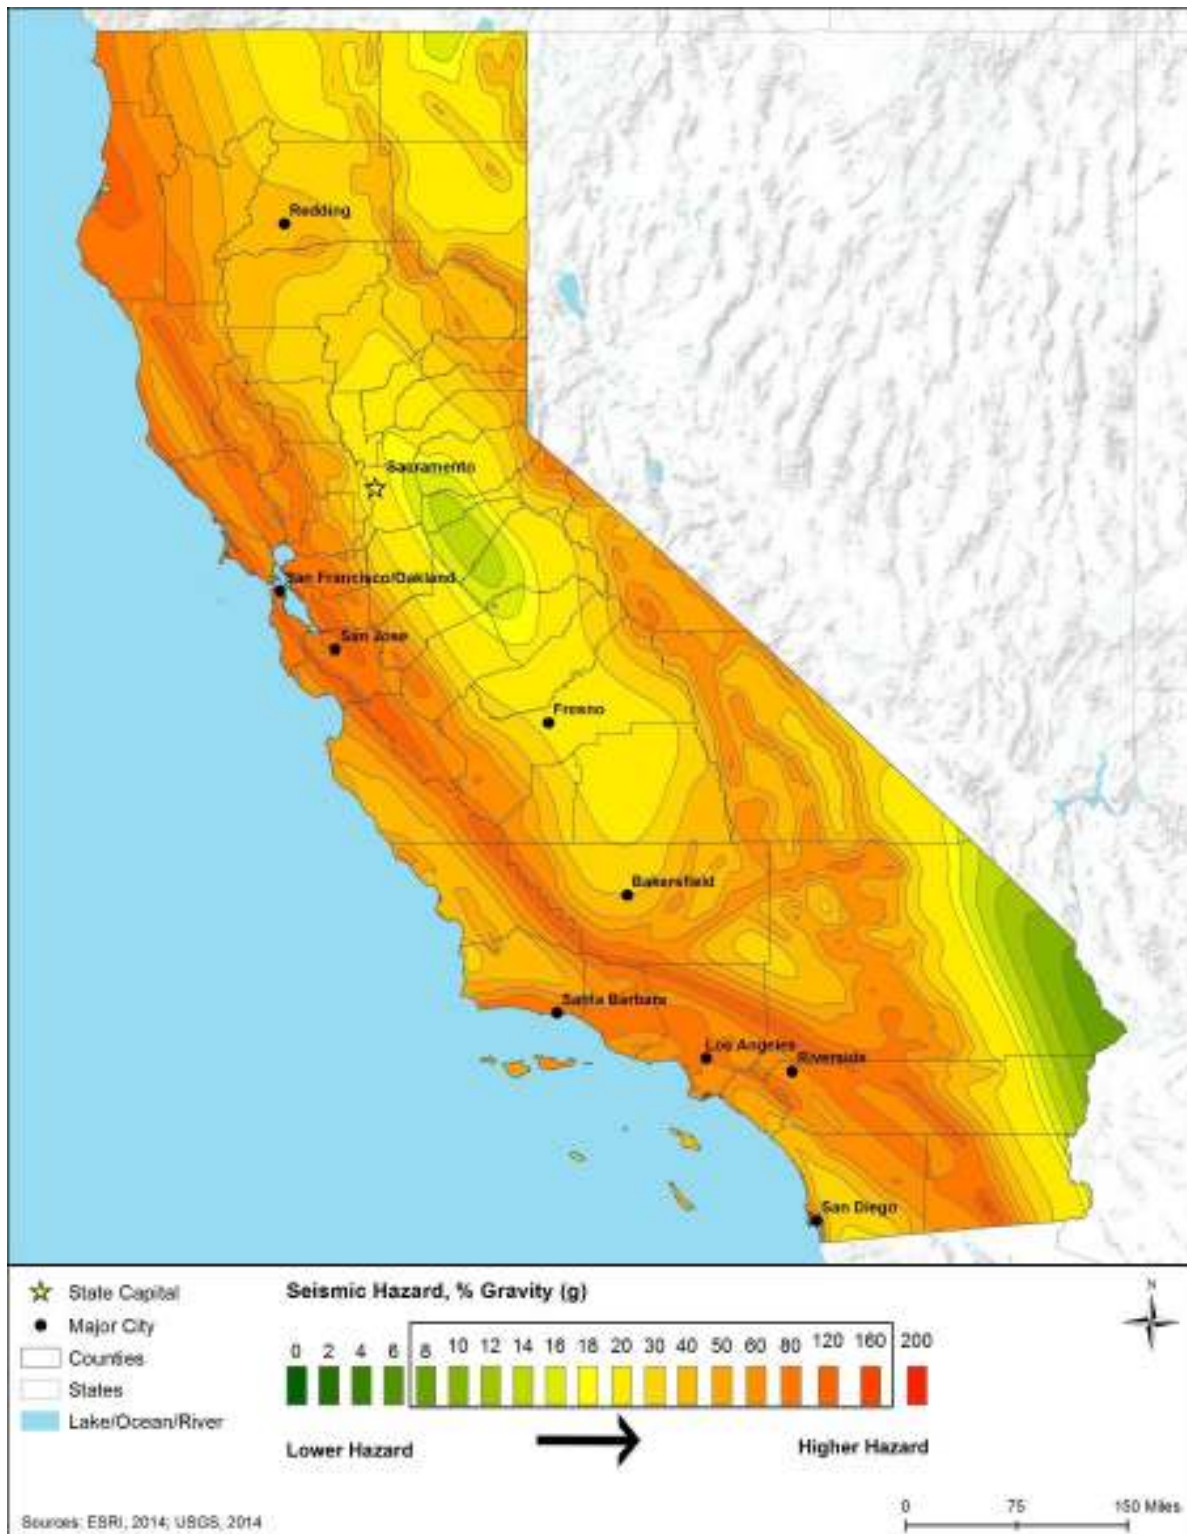 Redding
Sacramento
San Francisco/Oakland
San Jose
Fresno
Bakersfield
Santa Barbara
Los Angeles
Riverside
San Diego
State Capital
Major City
Counties
States
Lake/Ocean/River
Seismic Hazard, % Gravity (g)
0 2 4 6 8 10 12 14 16 18 20 30 40 50 60 80 120 160 200
Lower Hazard
Higher Hazard
N
0 75 150 Miles
Sources: ESRI, 2014; USGS, 2014